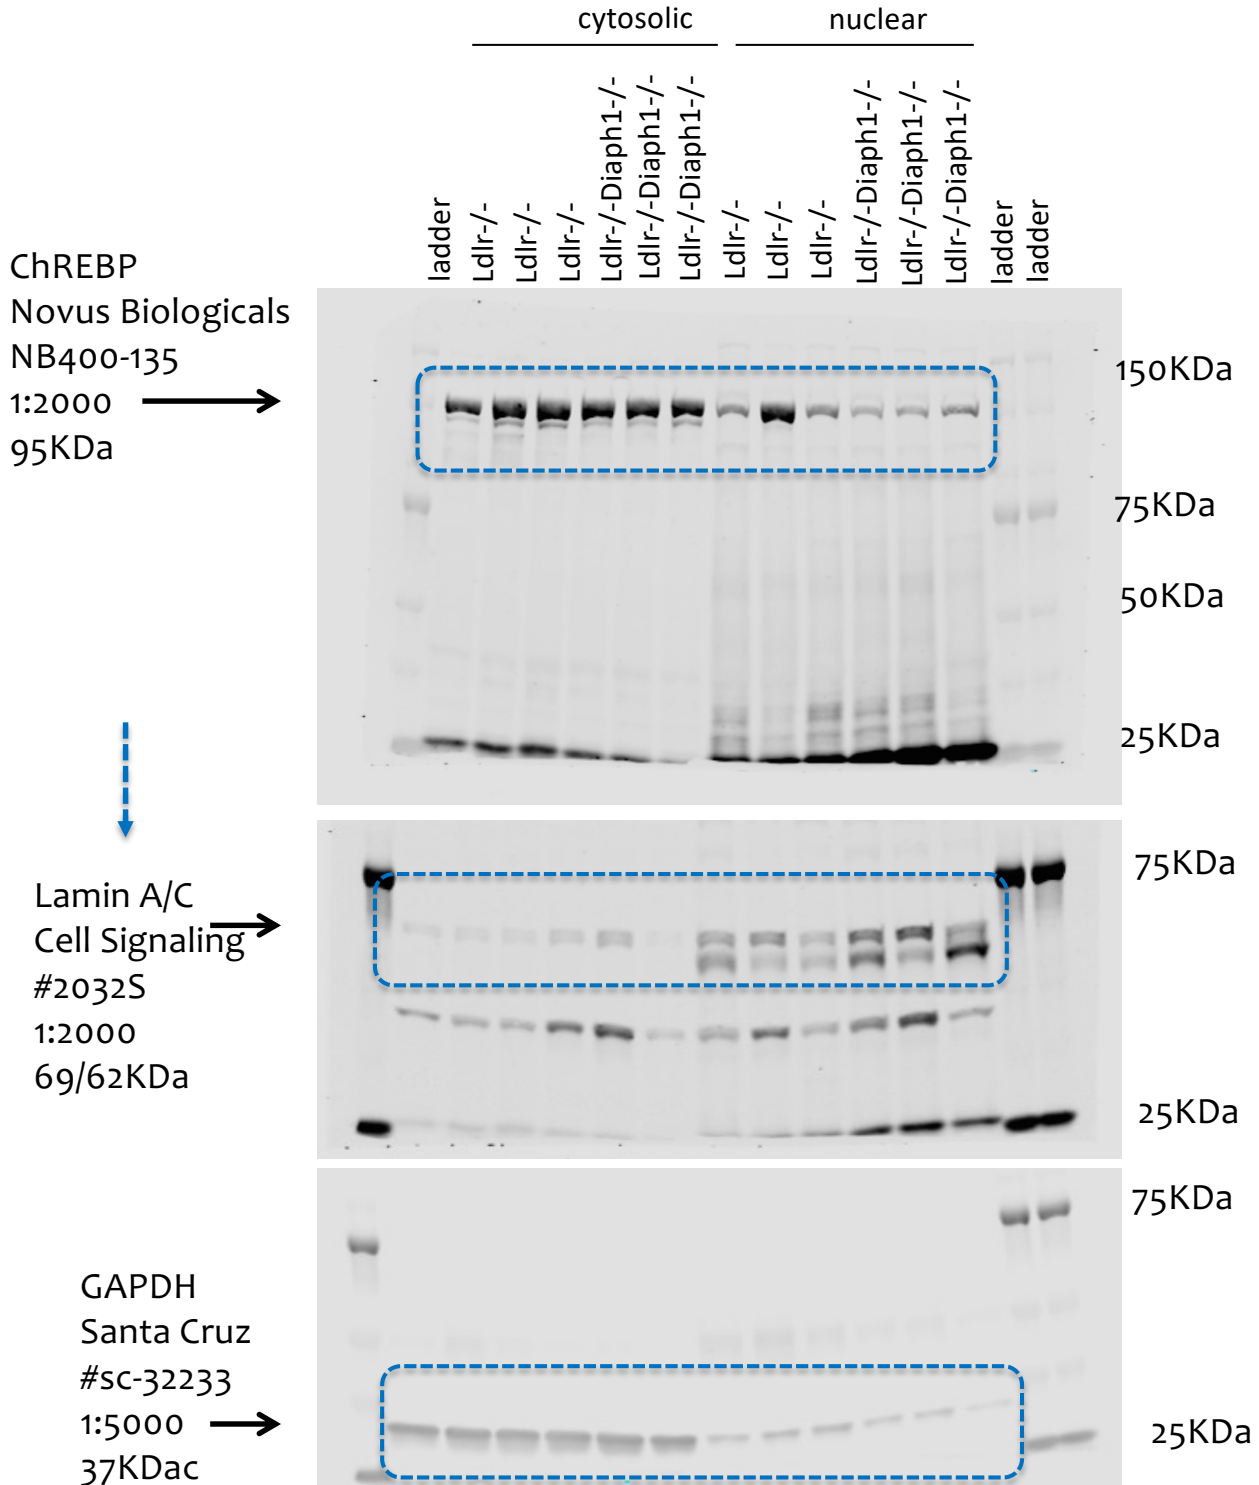 cytosolic
nuclear
ladder
Ldlr-/-
Ldlr-/-
Ldlr-/-
Ldlr-/-Diaph1-/-
Ldlr-/-Diaph1-/-
Ldlr-/-Diaph1-/-
Ldlr-/-
Ldlr-/-
Ldlr-/-
Ldlr-/-Diaph1-/-
Ldlr-/-Diaph1-/-
Ldlr-/-Diaph1-/-
ladder
ladder
ChREBP
Novus Biologicals
NB400-135
1:2000
95KDa
150KDa
75KDa
50KDa
25KDa
Lamin A/C
Cell Signaling
#2032S
1:2000
69/62KDa
75KDa
25KDa
GAPDH
Santa Cruz
#sc-32233
1:5000
37KDac
75KDa
25KDa